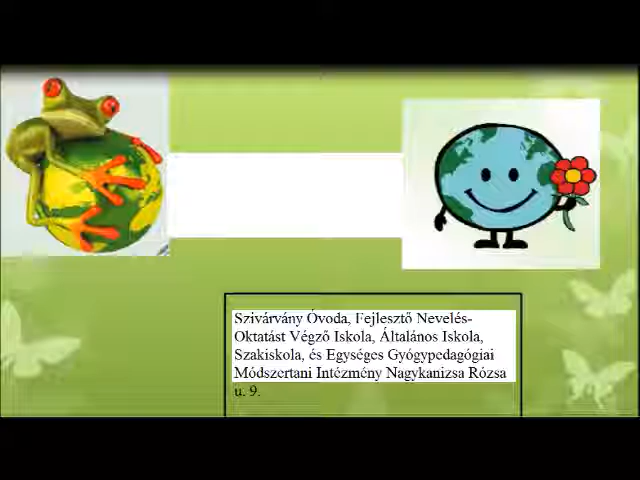 Szivárvány Óvoda, Fejlesztő Nevelés-
Oktatást Végző Iskola, Általános Iskola,
Szakiskola, és Egységes Gyógypedagógiai
Módszertani Intézmény Nagykanizsa Rózsa
u. 9.